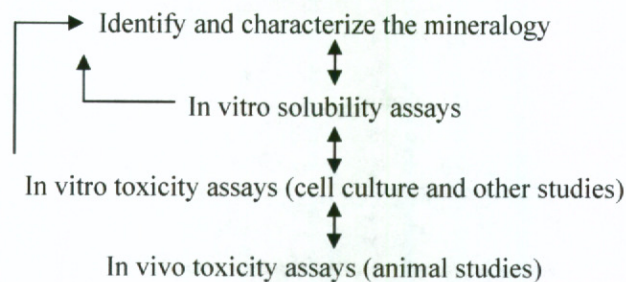 Identify and characterize the mineralogy
In vitro solubility assays
In vitro toxicity assays (cell culture and other studies)
In vivo toxicity assays (animal studies)